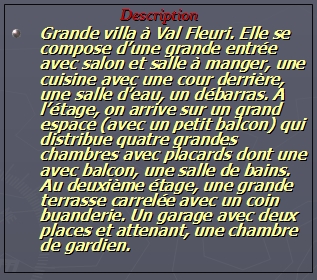 Description
Grande villa à Val Fleuri. Elle se
compose d'une grande entrée
avec salon et salle à manger, une
cuisine avec une cour derrière,
une salle d'eau, un débarras. À
l'étage, on arrive sur un grand
espace (avec un petit balcon) qui
distribue quatre grandes
chambres avec placards dont une
avec balcon, une salle de bains.
Au deuxième étage, une grande
terrasse carrelée avec un coin
buanderie. Un garage avec deux
places et attenant, une chambre
de gardien.